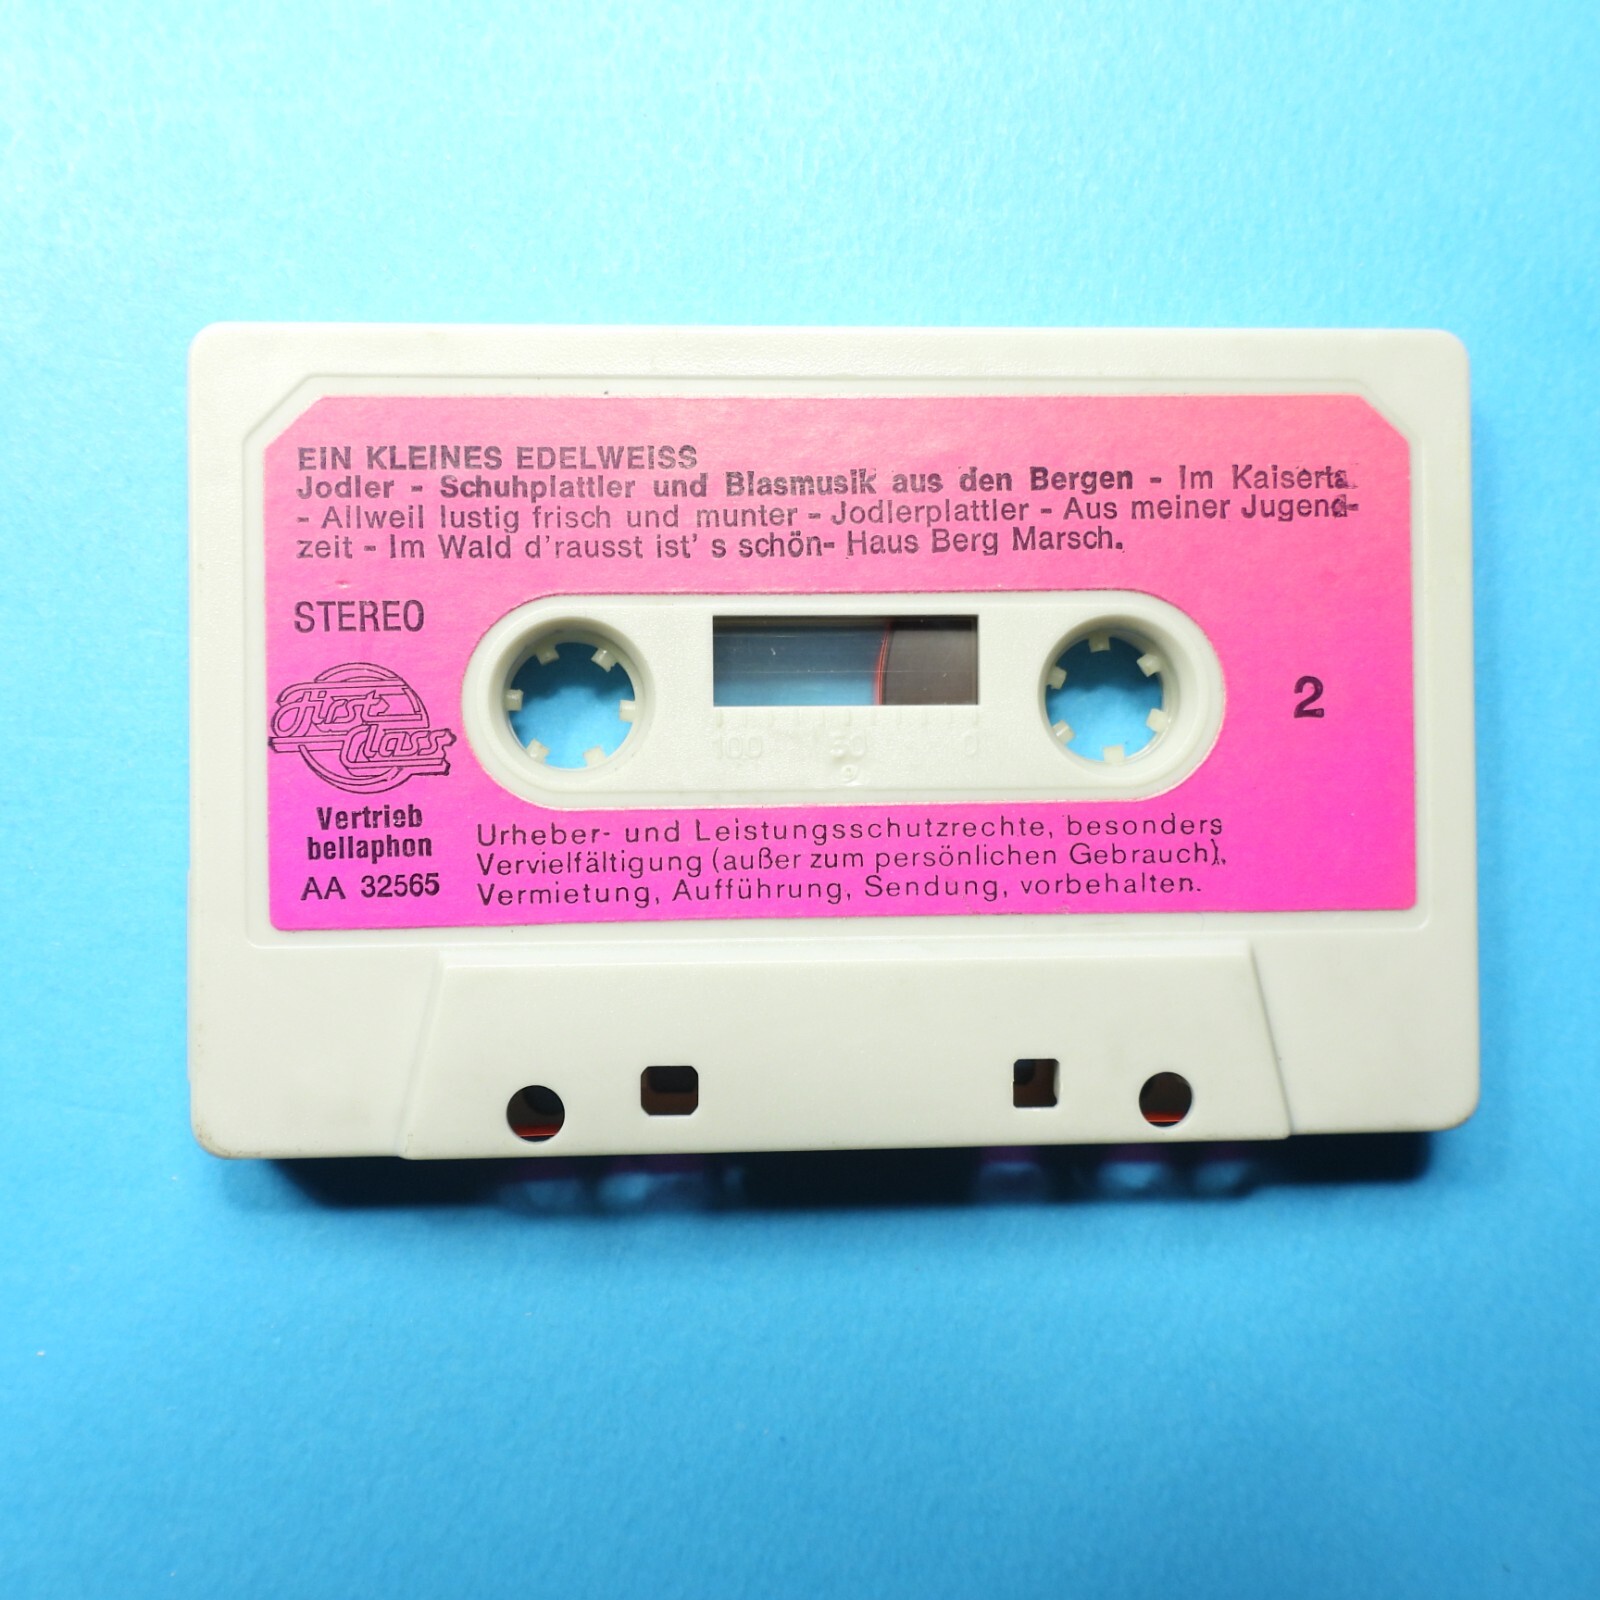 EIN KLEINES EDELWEISS
Jodler - Schuhplattler und Blasmusik aus den Bergen - Im Kaiserta
- Allweil lustig frisch und munter - Jodlerplattler - Aus meiner Jugend-
zeit - Im Wald d'rausst ist' s schön- Haus Berg Marsch.
STEREO
2
First
Class
100 50 0
9
Vertrieb
bellaphon
AA 32565
Urheber- und Leistungsschutzrechte, besonders
Vervielfältigung (außer zum persönlichen Gebrauch),
Vermietung, Aufführung, Sendung, vorbehalten.